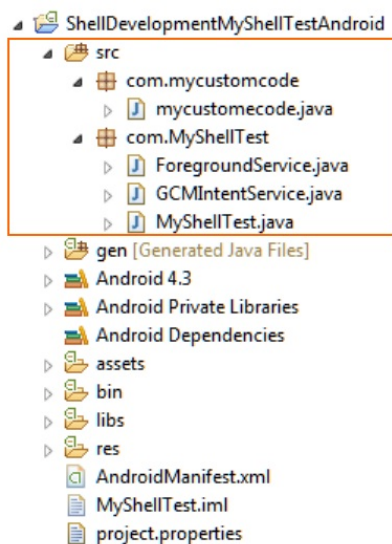 ShellDevelopmentMyShellTestAndroid
src
com.mycustomcode
mycustomecode.java
com.MyShellTest
ForegroundService.java
GCMIntentService.java
MyShellTest.java
gen [Generated Java Files]
Android 4.3
Android Private Libraries
Android Dependencies
assets
bin
libs
res
AndroidManifest.xml
MyShellTest.iml
project.properties